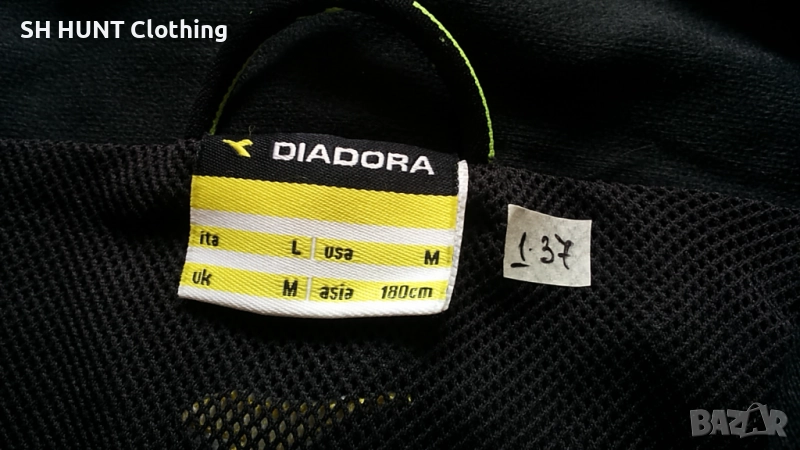 SH HUNT Clothing
DIADORA
ita L usa M
uk M asia 180cm
1.37
BAZAR